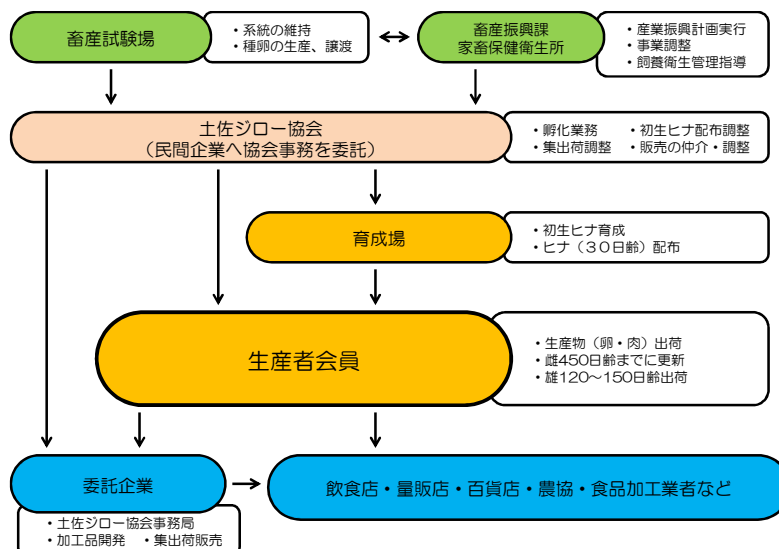 畜産試験場
・系統の維持
・種卵の生産、譲渡
畜産振興課
家畜保健衛生所
・産業振興計画実行
・事業調整
・飼養衛生管理指導
土佐ジロー協会
（民間企業へ協会事務を委託）
・孵化業務　・初生ヒナ配布調整
・集出荷調整　・販売の仲介・調整
育成場
・初生ヒナ育成
・ヒナ（３０日齢）配布
生産者会員
・生産物（卵・肉）出荷
・雌450日齢までに更新
・雄120～150日齢出荷
委託企業
・土佐ジロー協会事務局
・加工品開発　・集出荷販売
飲食店・量販店・百貨店・農協・食品加工業者など